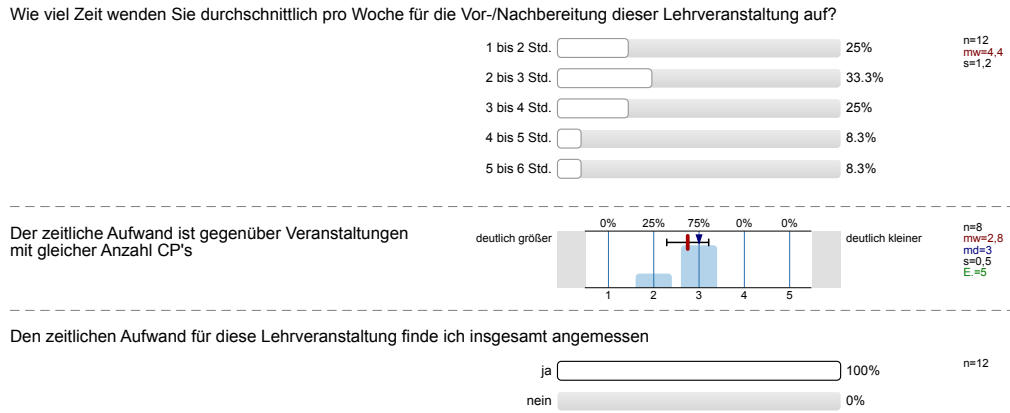 Wie viel Zeit wenden Sie durchschnittlich pro Woche für die Vor-/Nachbereitung dieser Lehrveranstaltung auf?
1 bis 2 Std. 25% n=12
mw=4,4
s=1,2
2 bis 3 Std. 33.3%
3 bis 4 Std. 25%
4 bis 5 Std. 8.3%
5 bis 6 Std. 8.3%
Der zeitliche Aufwand ist gegenüber Veranstaltungen
mit gleicher Anzahl CP's
0% 25% 75% 0% 0%
deutlich größer deutlich kleiner
1 2 3 4 5
n=8
mw=2,8
md=3
s=0,5
E.=5
Den zeitlichen Aufwand für diese Lehrveranstaltung finde ich insgesamt angemessen
ja 100% n=12
nein 0%